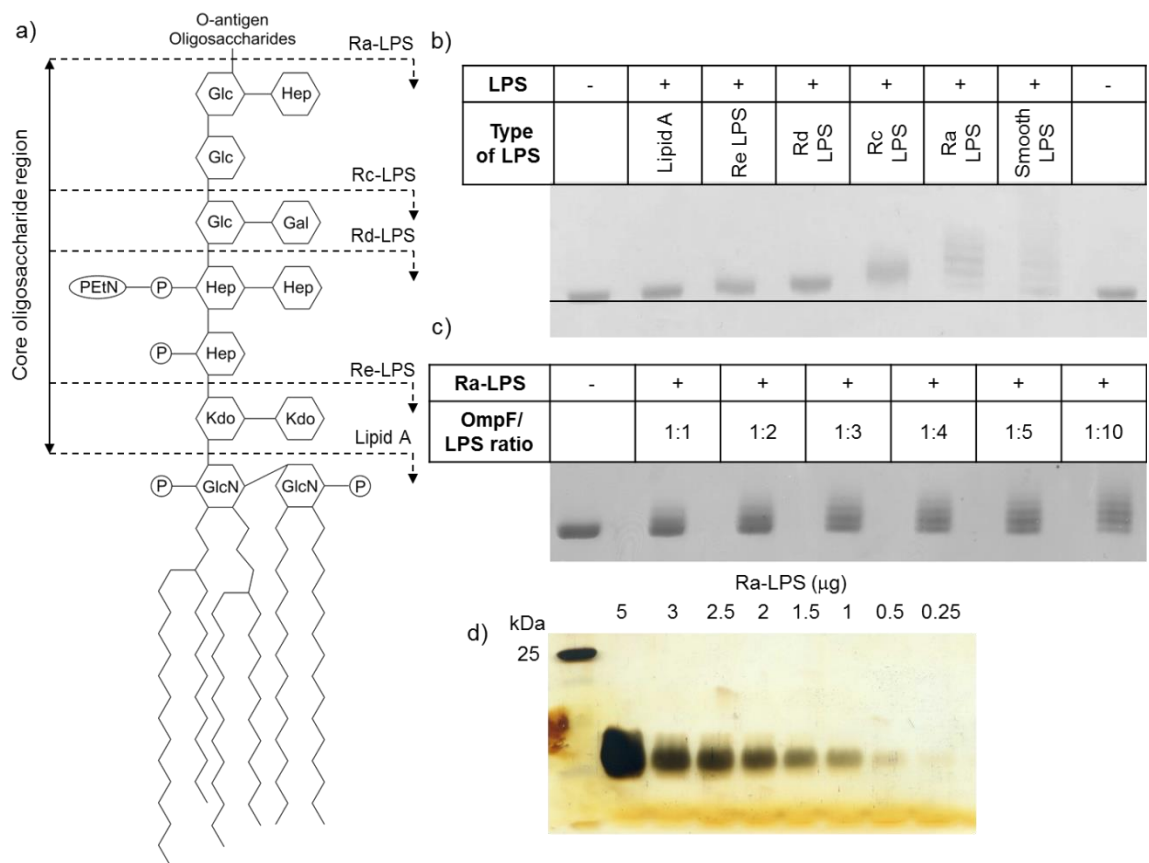 a)
O-antigen
Oligosaccharides
Ra-LPS
Glc Hep
Glc
Rc-LPS
Glc Gal
Rd-LPS
PEtN P Hep Hep
P Hep
Re-LPS
Kdo Kdo
Lipid A
P GlcN GlcN P
Core oligosaccharide region
b)
LPS - + + + + + + -
Type of LPS Lipid A Re LPS Rd LPS Rc LPS Ra LPS Smooth LPS
c)
Ra-LPS - + + + + + +
OmpF/ LPS ratio 1:1 1:2 1:3 1:4 1:5 1:10
d)
Ra-LPS (μg)
kDa 5 3 2.5 2 1.5 1 0.5 0.25
25